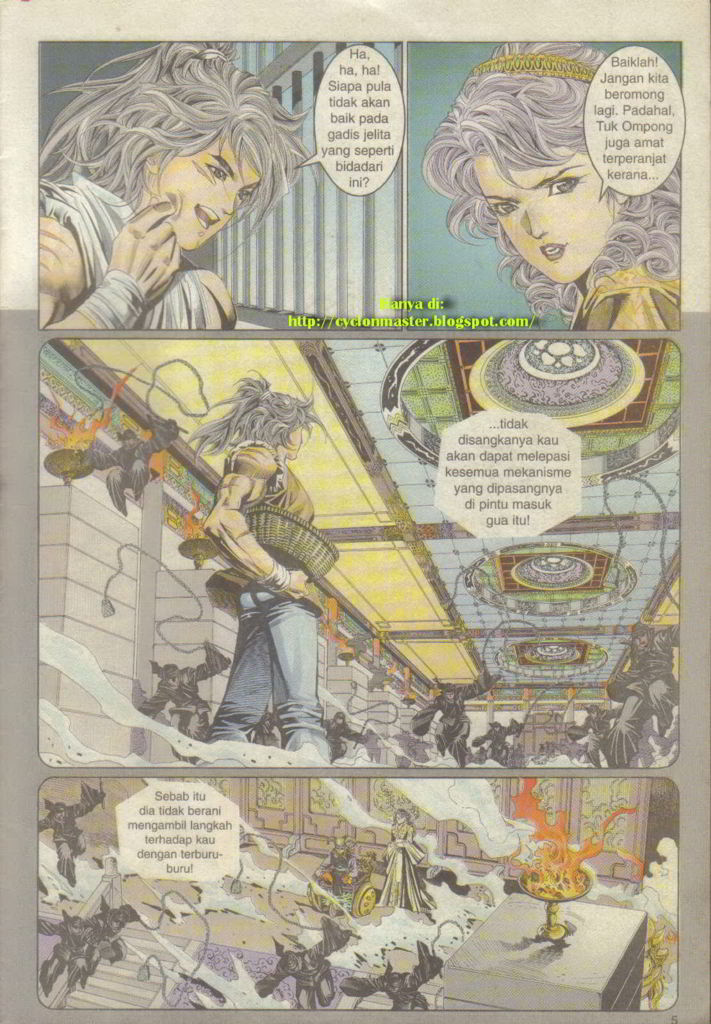 Ha,
ha, ha!
Siapa pula
tidak akan
baik pada
gadis jelita
yang seperti
bidadari
ini?
Baiklah!
Jangan kita
beromong
lagi. Padahal,
Tuk Ompong
juga amat
terperanjat
kerana...
Hanya di:
http://cyclonmaster.blogspot.com/
...tidak
disangkanya kau
akan dapat melepasi
kesemua mekanisme
yang dipasangnya
di pintu masuk
gua itu!
Sebab itu
dia tidak berani
mengambil langkah
terhadap kau
dengan terburu-
buru!
5